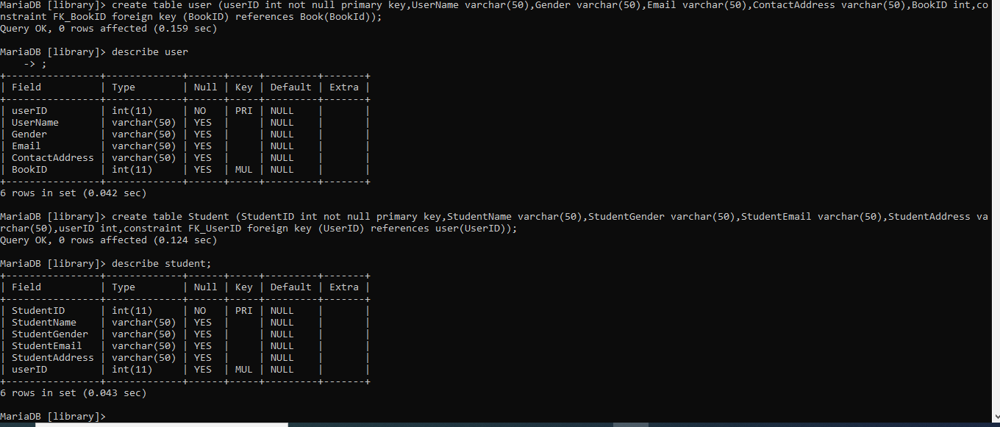 MariaDB [library]> create table user (userID int not null primary key,UserName varchar(50),Gender varchar(50),Email varchar(50),ContactAddress varchar(50),BookID int,co
nstraint FK_BookID foreign key (BookID) references Book(BookId));
Query OK, 0 rows affected (0.159 sec)

MariaDB [library]> describe user
    -> ;
+----------------+-------------+------+-----+---------+-------+
| Field          | Type        | Null | Key | Default | Extra |
+----------------+-------------+------+-----+---------+-------+
| userID         | int(11)     | NO   | PRI | NULL    |       |
| UserName       | varchar(50) | YES  |     | NULL    |       |
| Gender         | varchar(50) | YES  |     | NULL    |       |
| Email          | varchar(50) | YES  |     | NULL    |       |
| ContactAddress | varchar(50) | YES  |     | NULL    |       |
| BookID         | int(11)     | YES  | MUL | NULL    |       |
+----------------+-------------+------+-----+---------+-------+
6 rows in set (0.042 sec)

MariaDB [library]> create table Student (StudentID int not null primary key,StudentName varchar(50),StudentGender varchar(50),StudentEmail varchar(50),StudentAddress va
rchar(50),userID int,constraint FK_UserID foreign key (UserID) references user(UserID));
Query OK, 0 rows affected (0.124 sec)

MariaDB [library]> describe student;
+----------------+-------------+------+-----+---------+-------+
| Field          | Type        | Null | Key | Default | Extra |
+----------------+-------------+------+-----+---------+-------+
| StudentID      | int(11)     | NO   | PRI | NULL    |       |
| StudentName    | varchar(50) | YES  |     | NULL    |       |
| StudentGender  | varchar(50) | YES  |     | NULL    |       |
| StudentEmail   | varchar(50) | YES  |     | NULL    |       |
| StudentAddress | varchar(50) | YES  |     | NULL    |       |
| userID         | int(11)     | YES  | MUL | NULL    |       |
+----------------+-------------+------+-----+---------+-------+
6 rows in set (0.043 sec)

MariaDB [library]>